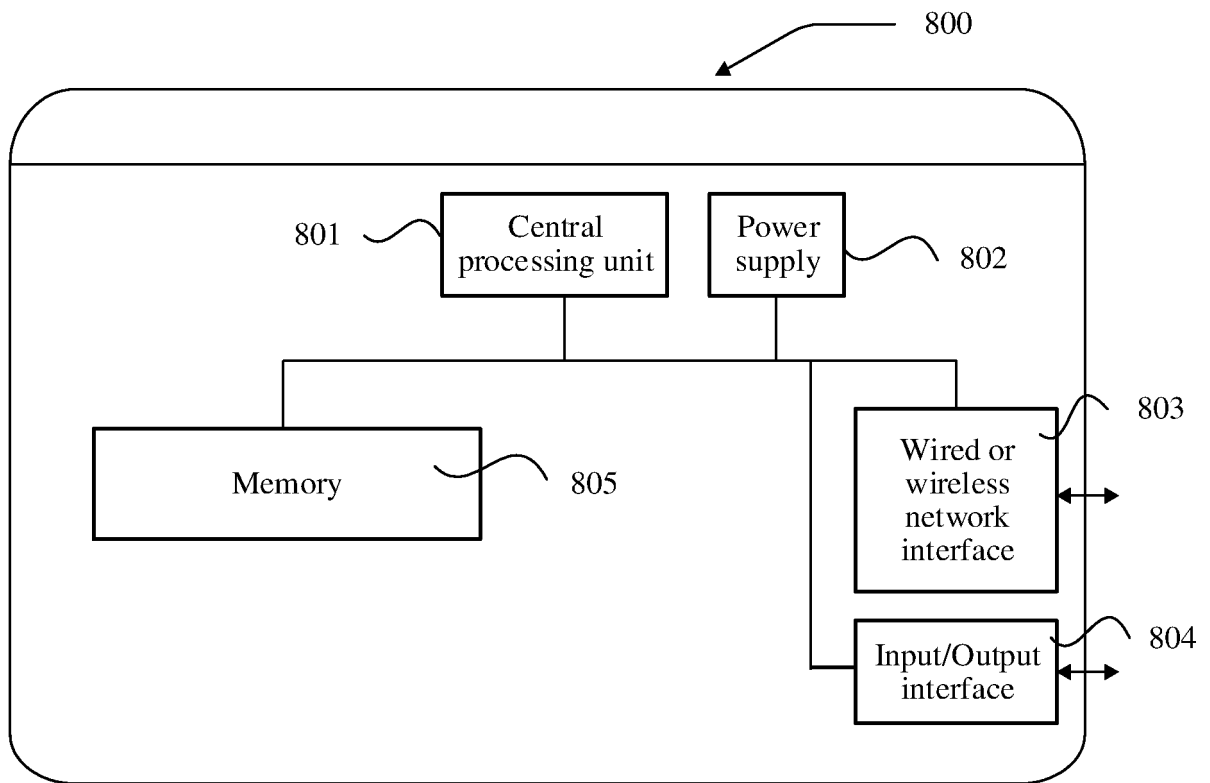 800
801
Central
processing unit
Power
supply
802
803
Wired or
wireless
network
interface
Memory
805
804
Input/Output
interface